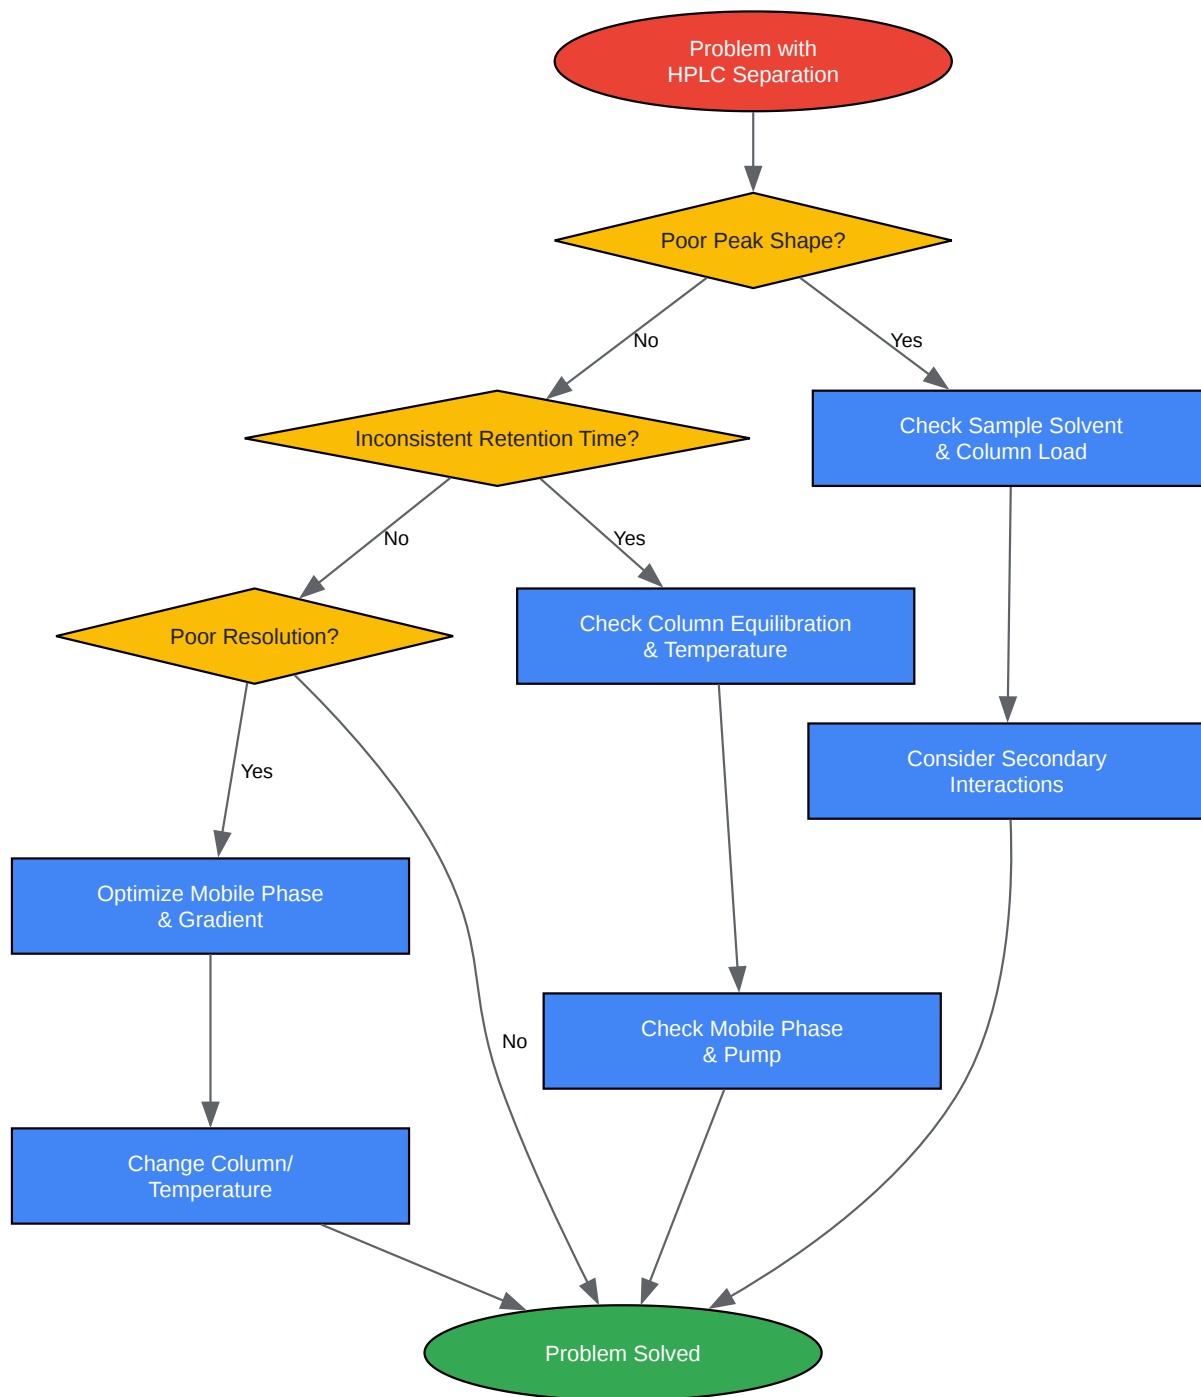 Problem with
HPLC Separation
Poor Peak Shape?
No
Yes
Inconsistent Retention Time?
Check Sample Solvent
& Column Load
No
Yes
Poor Resolution?
Check Column Equilibration
& Temperature
Consider Secondary
Interactions
Yes
Optimize Mobile Phase
& Gradient
No
Check Mobile Phase
& Pump
Change Column/
Temperature
Problem Solved